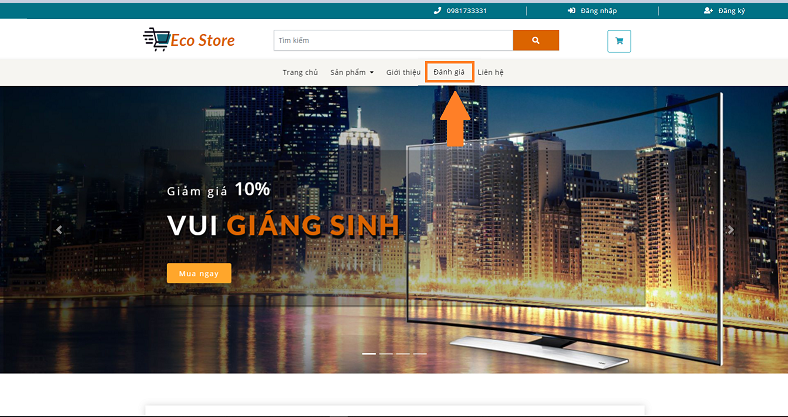 0981733331 Đăng nhập Đăng ký
Eco Store Tìm kiếm
Trang chủ Sản phẩm Giới thiệu Đánh giá Liên hệ
Giảm giá 10%
VUI GIÁNG SINH
Mua ngay